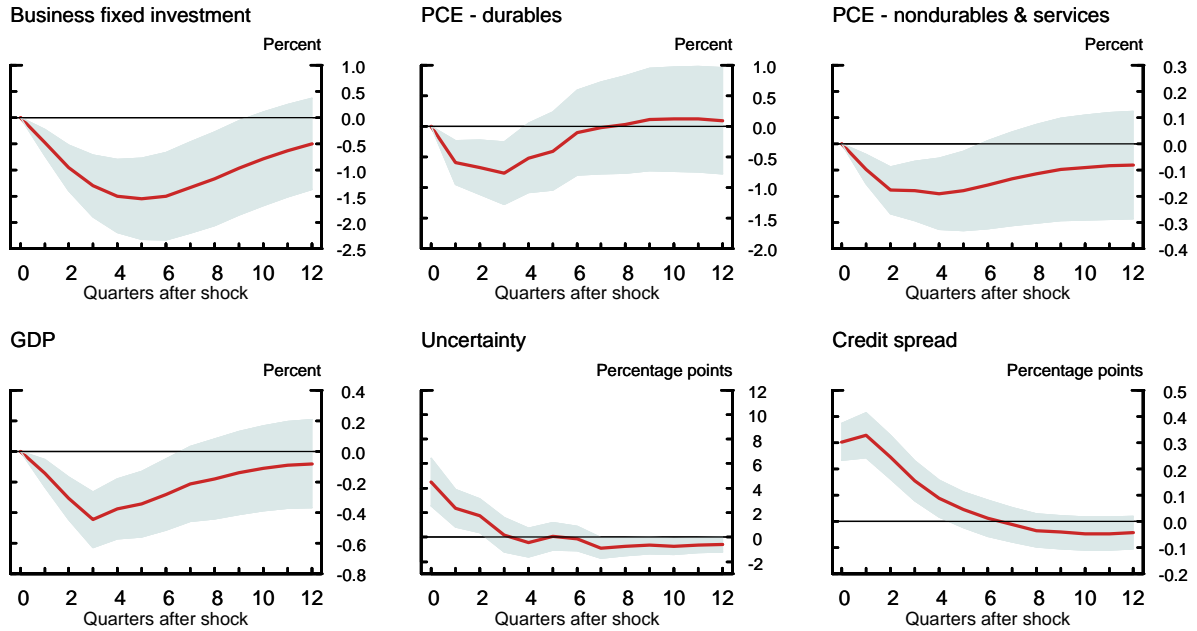 Business fixed investment
Percent
1.0
0.5
0.0
-0.5
-1.0
-1.5
-2.0
-2.5
0 2 4 6 8 10 12
Quarters after shock
PCE - durables
Percent
1.0
0.5
0.0
-0.5
-1.0
-1.5
-2.0
0 2 4 6 8 10 12
Quarters after shock
PCE - nondurables & services
Percent
0.3
0.2
0.1
0.0
-0.1
-0.2
-0.3
-0.4
0 2 4 6 8 10 12
Quarters after shock
GDP
Percent
0.4
0.2
0.0
-0.2
-0.4
-0.6
-0.8
0 2 4 6 8 10 12
Quarters after shock
Uncertainty
Percentage points
12
10
8
6
4
2
0
-2
0 2 4 6 8 10 12
Quarters after shock
Credit spread
Percentage points
0.5
0.4
0.3
0.2
0.1
0.0
-0.1
-0.2
0 2 4 6 8 10 12
Quarters after shock